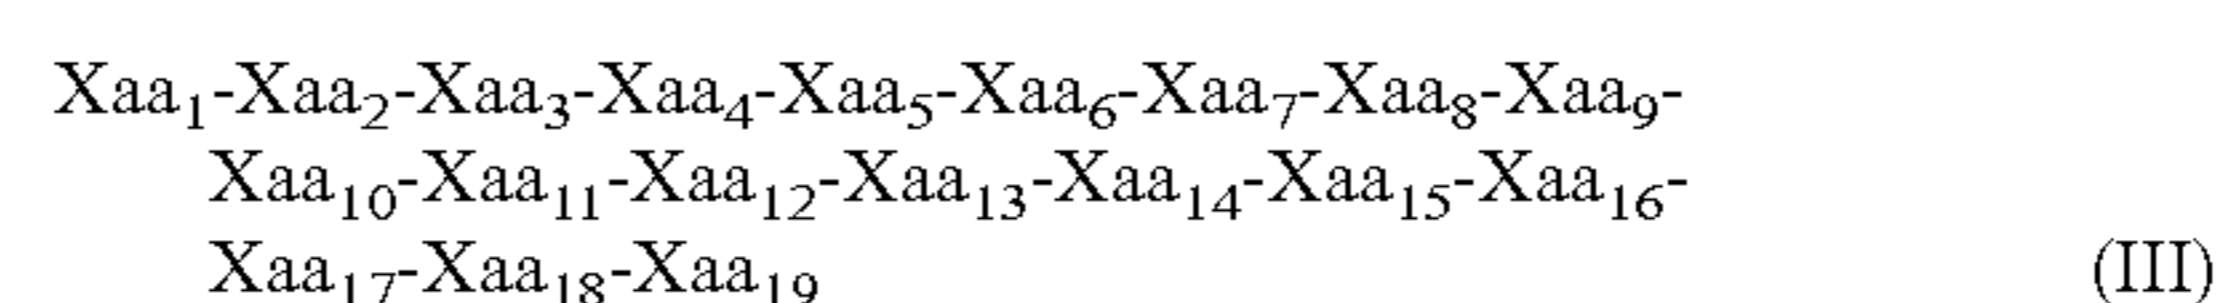 Xaa₁-Xaa₂-Xaa₃-Xaa₄-Xaa₅-Xaa₆-Xaa₇-Xaa₈-Xaa₉-
Xaa₁₀-Xaa₁₁-Xaa₁₂-Xaa₁₃-Xaa₁₄-Xaa₁₅-Xaa₁₆-
Xaa₁₇-Xaa₁₈-Xaa₁₉ (III)